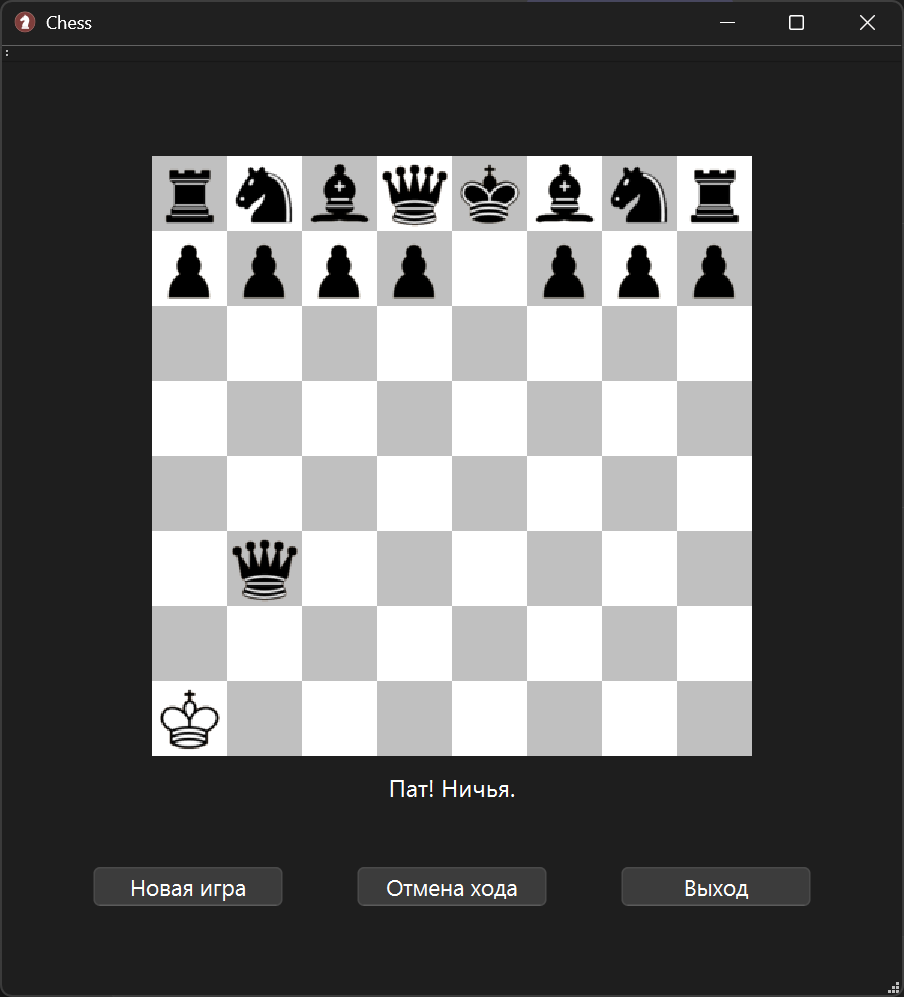 Chess
Пат! Ничья.
Новая игра
Отмена хода
Выход